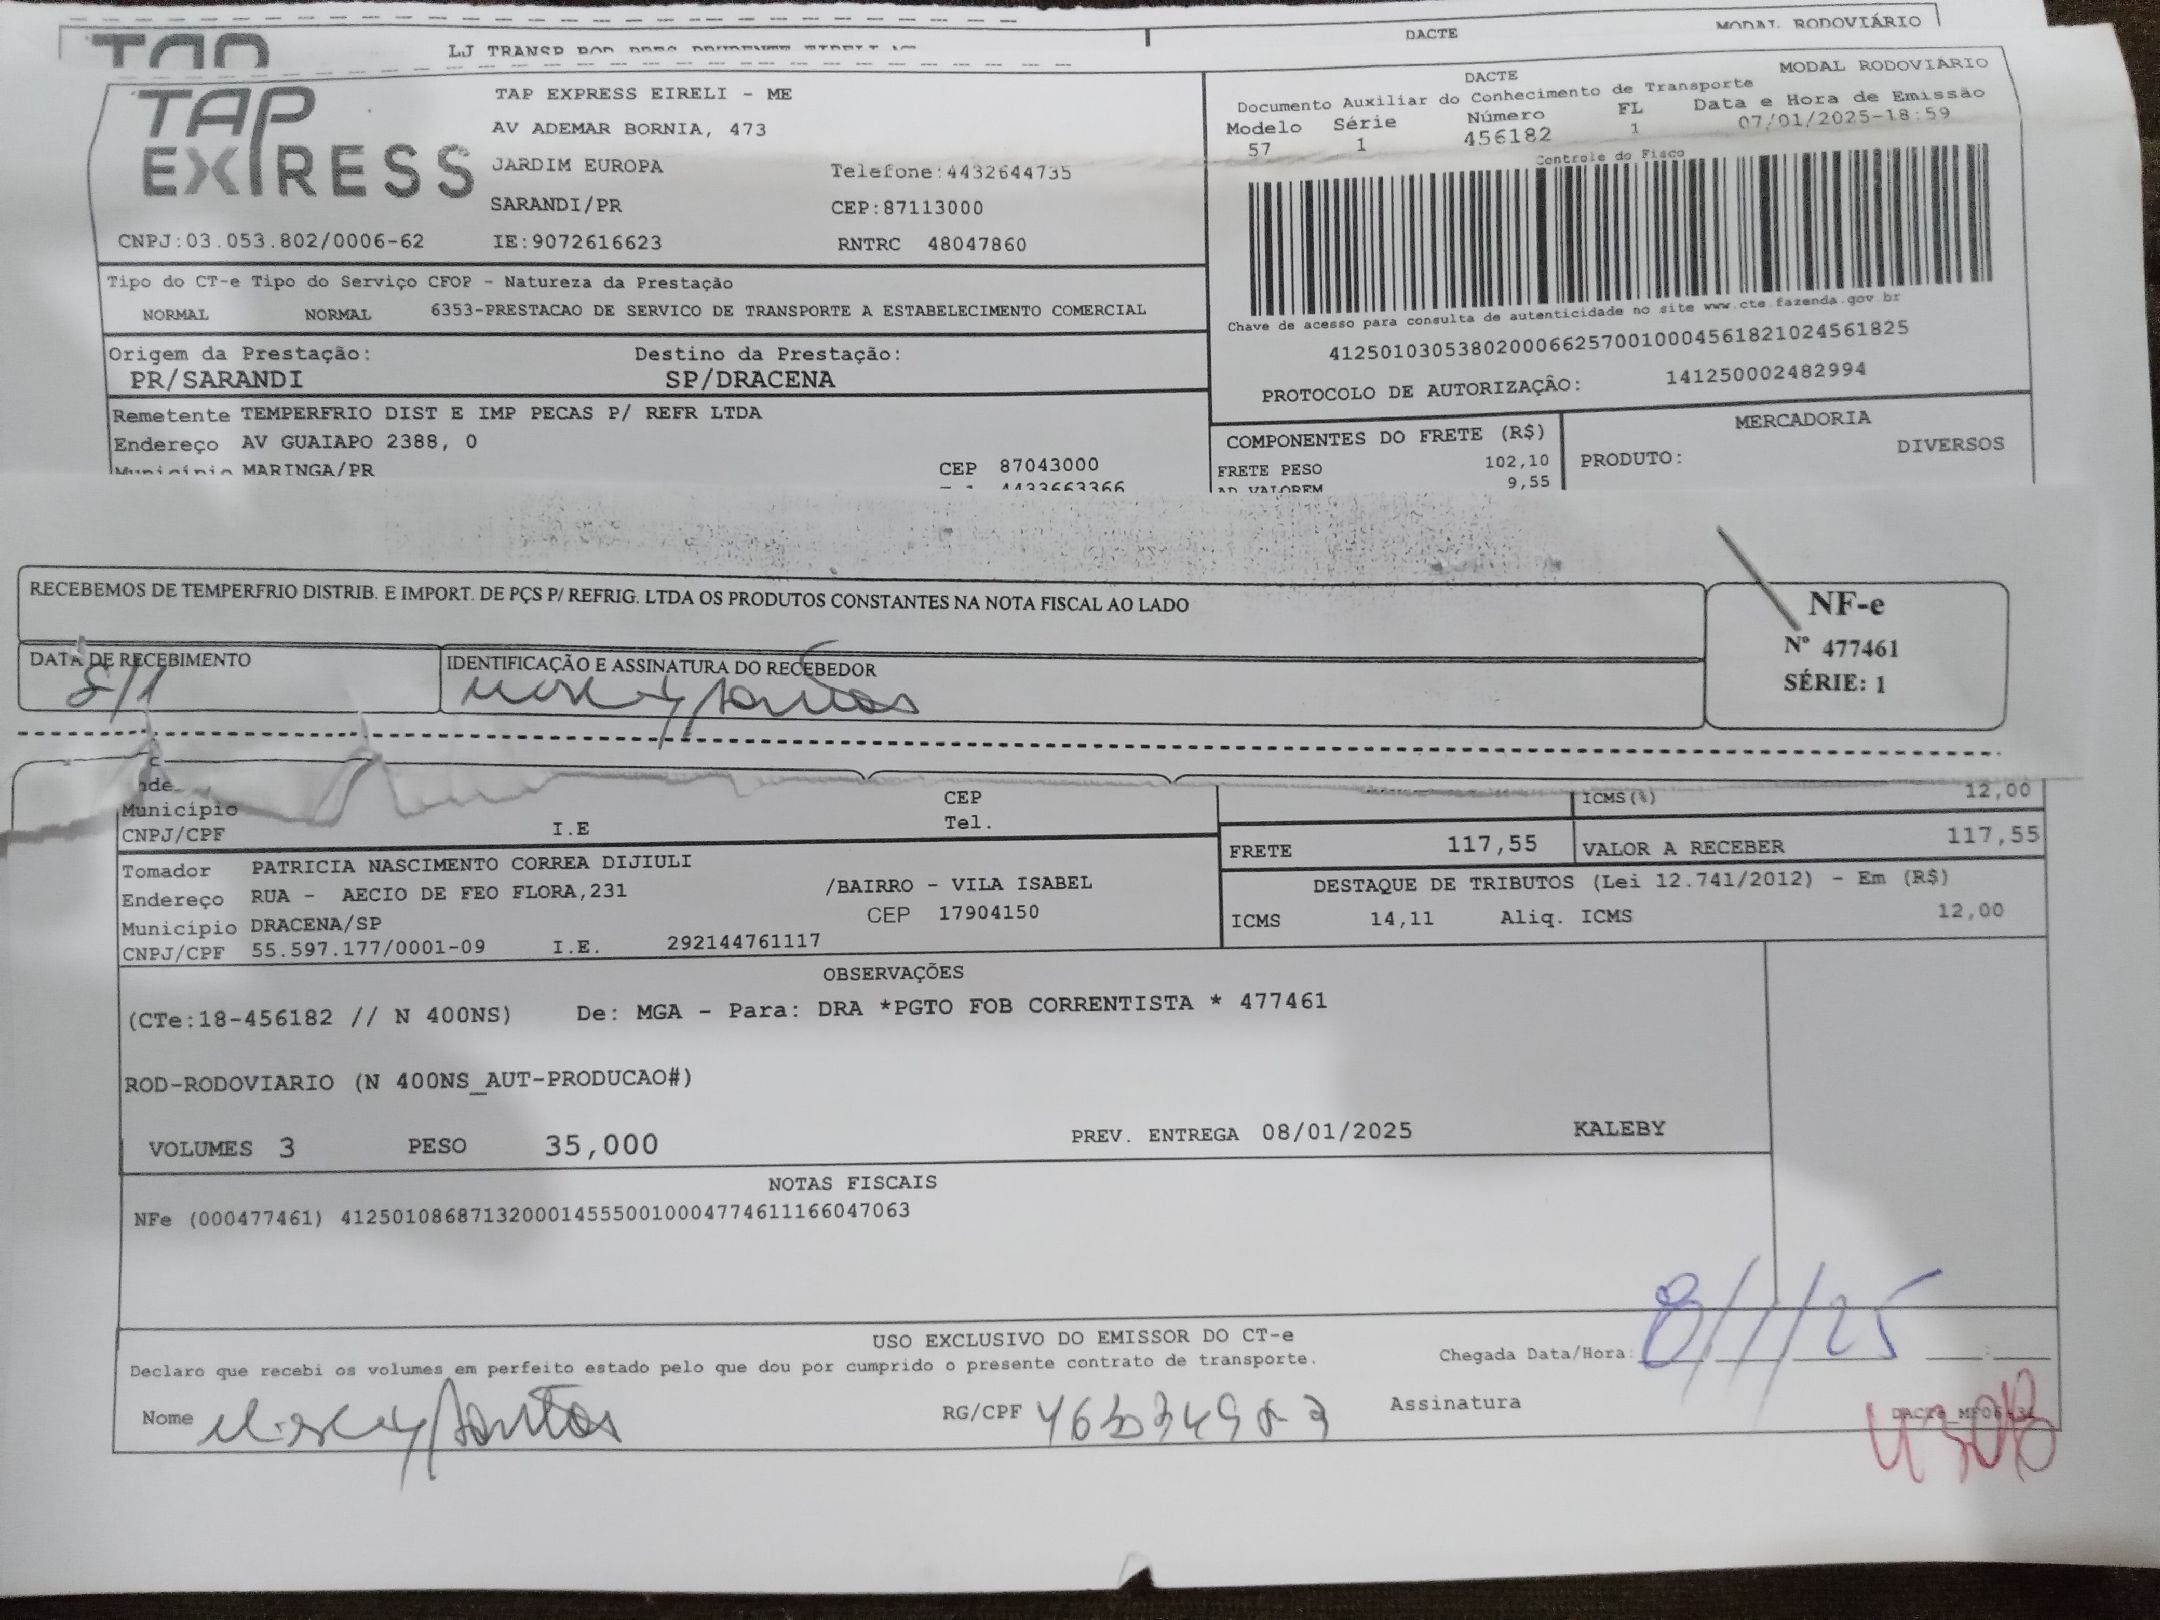 LJ TRANSP ROD
DACTE
MODAL RODOVIÁRIO
TAP EXPRESS
TAP EXPRESS EIRELI - ME
AV ADEMAR BORNIA, 473
JARDIM EUROPA Telefone:4432644735
SARANDI/PR CEP:87113000
CNPJ:03.053.802/0006-62 IE:9072616623 RNTRC 48047860
DACTE MODAL RODOVIÁRIO
Documento Auxiliar do Conhecimento de Transporte
Modelo Série Número FL Data e Hora de Emissão
57 1 456182 1 07/01/2025-18:59
Controle do Fisco
Chave de acesso para consulta de autenticidade no site www.cte.fazenda.gov.br
41250103053802000662570010004561821024561825
PROTOCOLO DE AUTORIZAÇÃO: 141250002482994
Tipo do CT-e Tipo do Serviço CFOP - Natureza da Prestação
NORMAL NORMAL 6353-PRESTACAO DE SERVICO DE TRANSPORTE A ESTABELECIMENTO COMERCIAL
Origem da Prestação: Destino da Prestação:
PR/SARANDI SP/DRACENA
Remetente TEMPERFRIO DIST E IMP PECAS P/ REFR LTDA
Endereço AV GUAIAPO 2388, 0
Município MARINGA/PR CEP 87043000
4433663366
COMPONENTES DO FRETE (R$)
FRETE PESO 102,10
AD VALOREM 9,55
MERCADORIA
PRODUTO: DIVERSOS
RECEBEMOS DE TEMPERFRIO DISTRIB. E IMPORT. DE PÇS P/ REFRIG. LTDA OS PRODUTOS CONSTANTES NA NOTA FISCAL AO LADO
NF-e
Nº 477461
SÉRIE: 1
DATA DE RECEBIMENTO
8/1
IDENTIFICAÇÃO E ASSINATURA DO RECEBEDOR
Município CEP
CNPJ/CPF I.E Tel.
ICMS(%) 12,00
FRETE 117,55 VALOR A RECEBER 117,55
Tomador PATRICIA NASCIMENTO CORREA DIJIULI
Endereço RUA - AECIO DE FEO FLORA,231 /BAIRRO - VILA ISABEL
Município DRACENA/SP CEP 17904150
CNPJ/CPF 55.597.177/0001-09 I.E. 292144761117
DESTAQUE DE TRIBUTOS (Lei 12.741/2012) - Em (R$)
ICMS 14,11 Aliq. ICMS 12,00
OBSERVAÇÕES
(CTe:18-456182 // N 400NS) De: MGA - Para: DRA *PGTO FOB CORRENTISTA * 477461
ROD-RODOVIARIO (N 400NS_AUT-PRODUCAO#)
VOLUMES 3 PESO 35,000 PREV. ENTREGA 08/01/2025 KALEBY
NOTAS FISCAIS
NFe (000477461) 41250108687132000145550010004774611166047063
USO EXCLUSIVO DO EMISSOR DO CT-e
Declaro que recebi os volumes em perfeito estado pelo que dou por cumprido o presente contrato de transporte.
Chegada Data/Hora: 8/1/25
Nome RG/CPF Assinatura